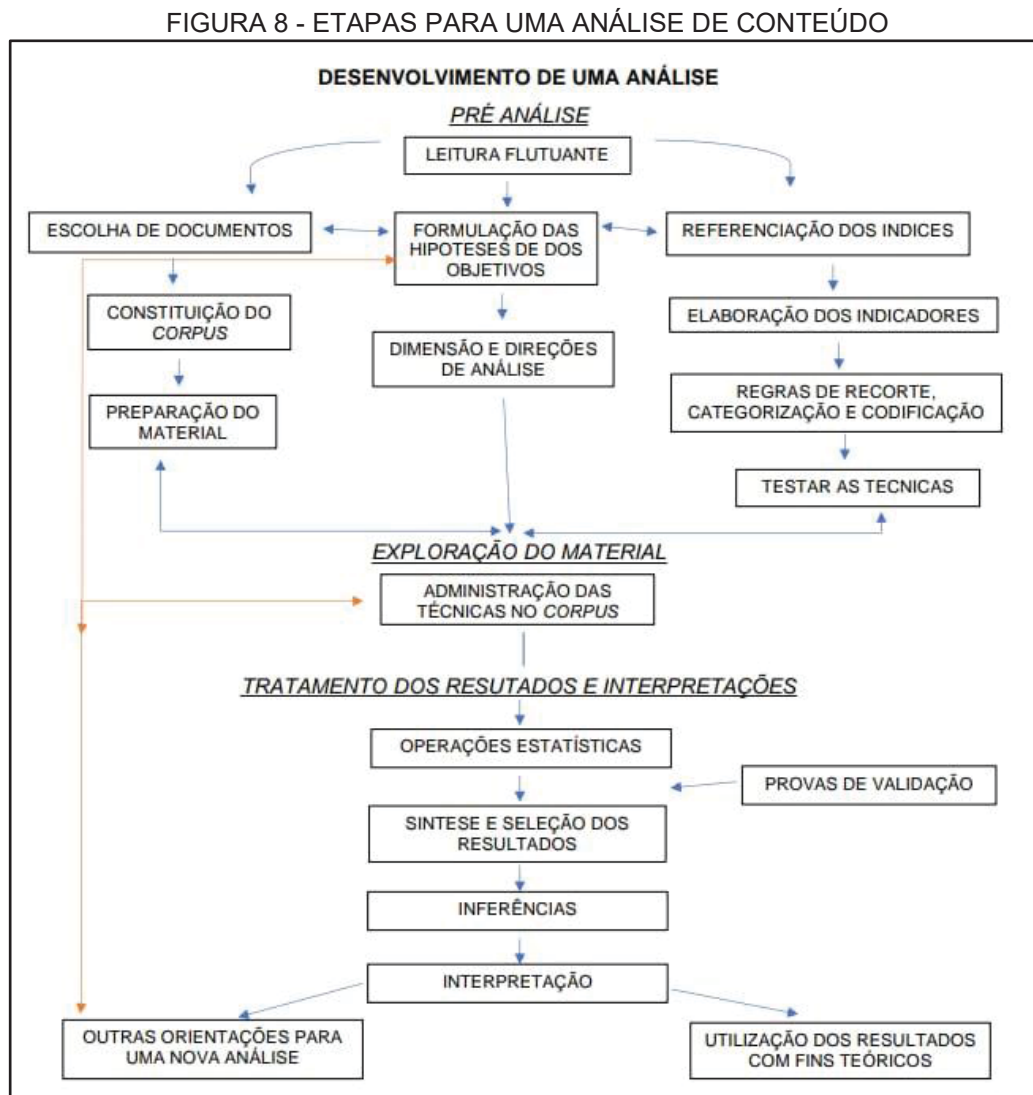 FIGURA 8 - ETAPAS PARA UMA ANÁLISE DE CONTEÚDO
DESENVOLVIMENTO DE UMA ANÁLISE
PRÉ ANÁLISE
LEITURA FLUTUANTE
ESCOLHA DE DOCUMENTOS
FORMULAÇÃO DAS
HIPOTESES DE DOS
OBJETIVOS
REFERENCIAÇÃO DOS INDICES
CONSTITUIÇÃO DO
CORPUS
DIMENSÃO E DIREÇÕES
DE ANÁLISE
ELABORAÇÃO DOS INDICADORES
PREPARAÇÃO DO
MATERIAL
REGRAS DE RECORTE,
CATEGORIZAÇÃO E CODIFICAÇÃO
TESTAR AS TECNICAS
EXPLORAÇÃO DO MATERIAL
ADMINISTRAÇÃO DAS
TÉCNICAS NO CORPUS
TRATAMENTO DOS RESUTADOS E INTERPRETAÇÕES
OPERAÇÕES ESTATÍSTICAS
PROVAS DE VALIDAÇÃO
SINTESE E SELEÇÃO DOS
RESULTADOS
INFERÊNCIAS
INTERPRETAÇÃO
OUTRAS ORIENTAÇÕES PARA
UMA NOVA ANÁLISE
UTILIZAÇÃO DOS RESULTADOS
COM FINS TEÓRICOS